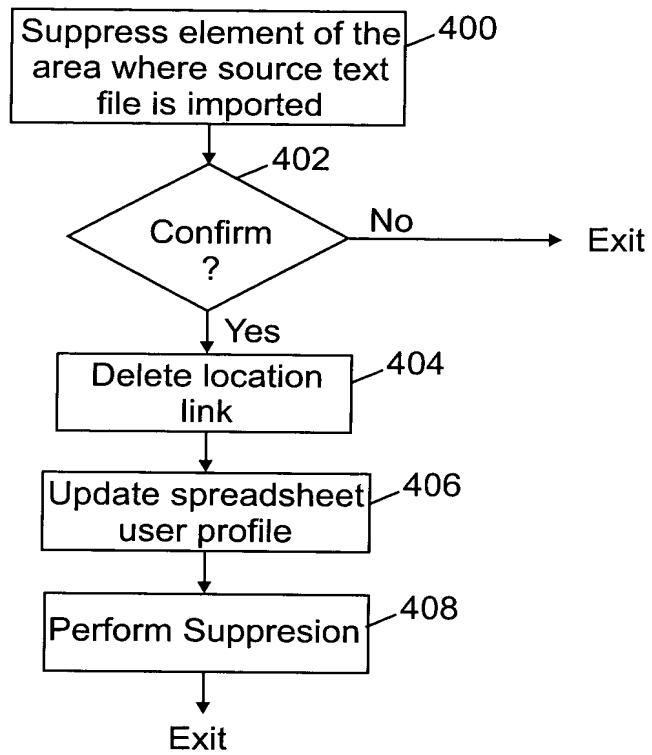 Suppress element of the
area where source text
file is imported
400
402
Confirm
?
No
Exit
Yes
Delete location
link
404
Update spreadsheet
user profile
406
Perform Suppresion
408
Exit